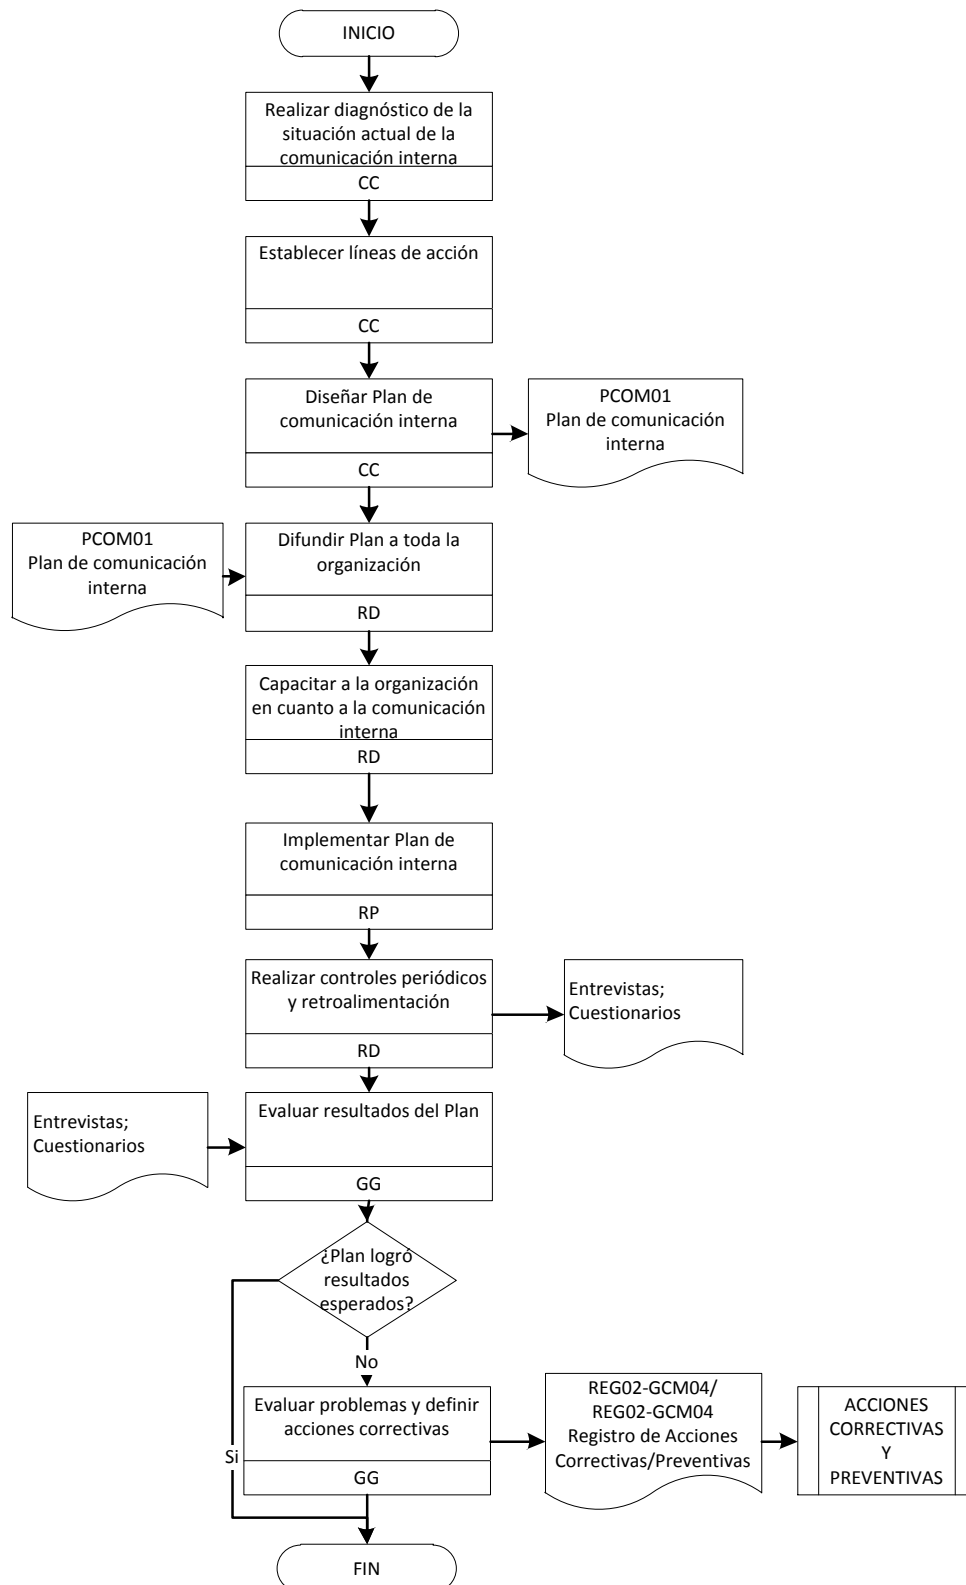 INICIO
Realizar diagnóstico de la
situación actual de la
comunicación interna
CC
Establecer líneas de acción
CC
Diseñar Plan de
comunicación interna
CC
PCOM01
Plan de comunicación
interna
PCOM01
Plan de comunicación
interna
Difundir Plan a toda la
organización
RD
Capacitar a la organización
en cuanto a la comunicación
interna
RD
Implementar Plan de
comunicación interna
RP
Realizar controles periódicos
y retroalimentación
RD
Entrevistas;
Cuestionarios
Entrevistas;
Cuestionarios
Evaluar resultados del Plan
GG
¿Plan logró
resultados
esperados?
No
Si
Evaluar problemas y definir
acciones correctivas
GG
REG02-GCM04/
REG02-GCM04
Registro de Acciones
Correctivas/Preventivas
ACCIONES
CORRECTIVAS
Y
PREVENTIVAS
FIN